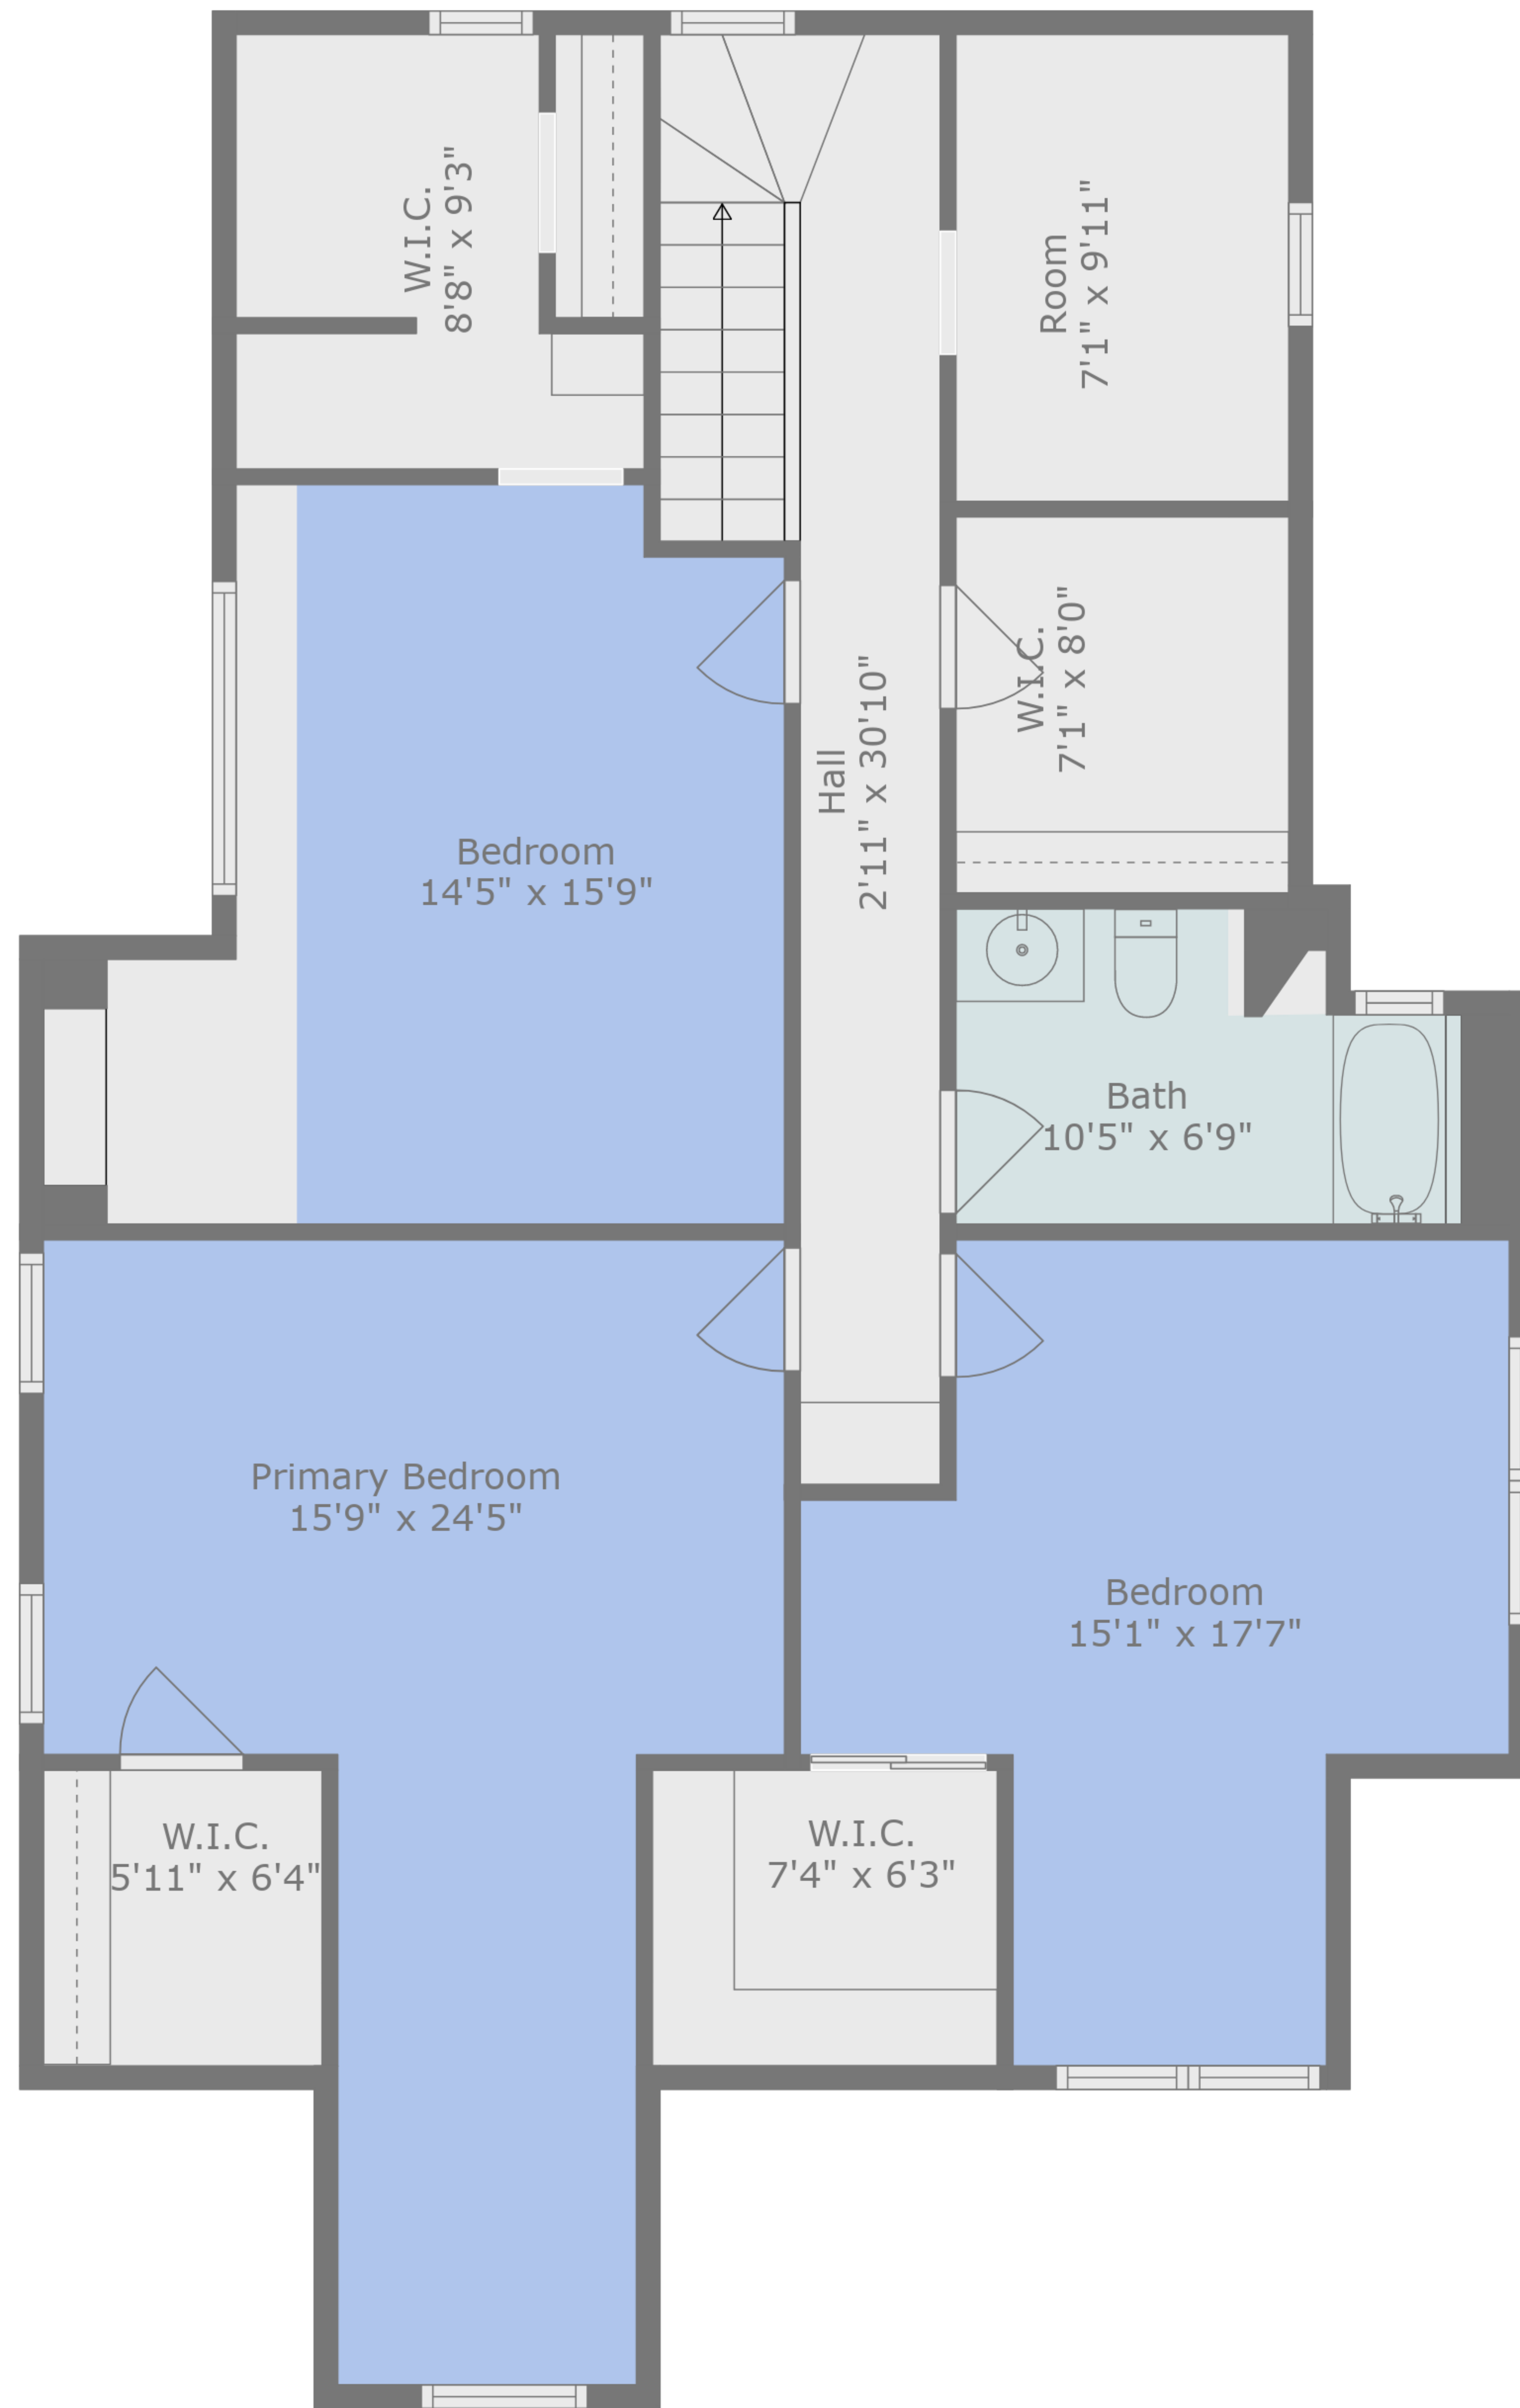 W.I.C.
8'8" x 9'3"
Room
7'1" x 9'11"
W.I.C.
7'1" x 8'0"
Hall
2'11" x 30'10"
Bedroom
14'5" x 15'9"
Bath
10'5" x 6'9"
Primary Bedroom
15'9" x 24'5"
Bedroom
15'1" x 17'7"
W.I.C.
5'11" x 6'4"
W.I.C.
7'4" x 6'3"